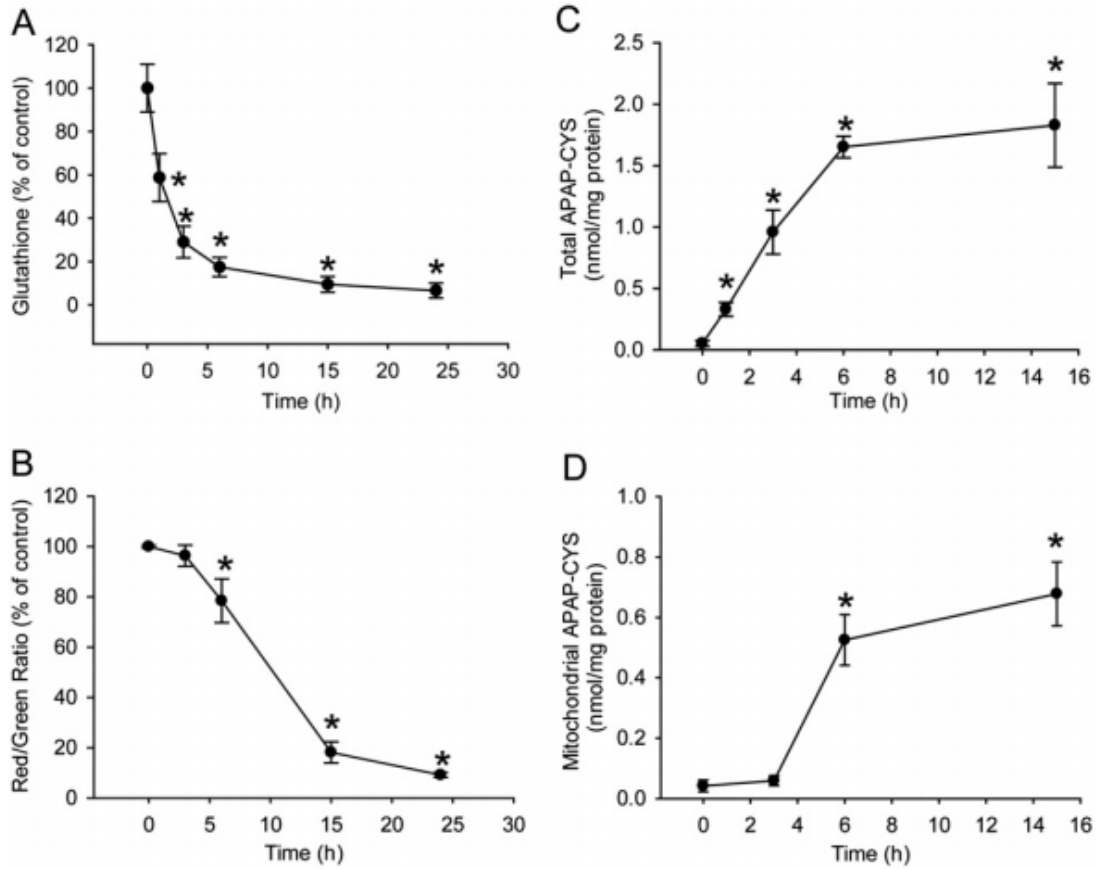 A
Glutathione (% of control)
120
100
80
60
40
20
0
*
*
*
*
*
0 5 10 15 20 25 30
Time (h)
B
Red/Green Ratio (% of control)
120
100
80
60
40
20
0
*
*
*
0 5 10 15 20 25 30
Time (h)
C
Total APAP-CYS
(nmol/mg protein)
2.5
2.0
1.5
1.0
0.5
0.0
*
*
*
*
0 2 4 6 8 10 12 14 16
Time (h)
D
Mitochondrial APAP-CYS
(nmol/mg protein)
1.0
0.8
0.6
0.4
0.2
0.0
*
*
0 2 4 6 8 10 12 14 16
Time (h)